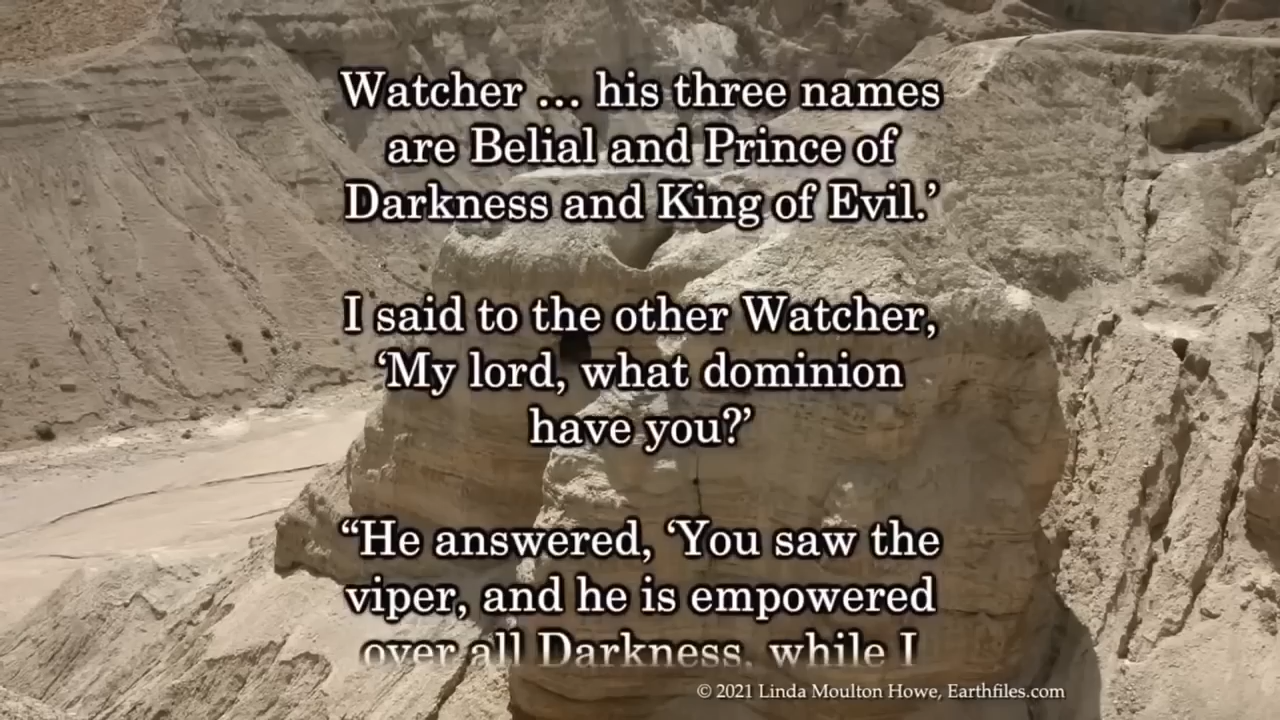 Watcher ... his three names
are Belial and Prince of
Darkness and King of Evil.’
I said to the other Watcher,
‘My lord, what dominion
have you?’
“He answered, ‘You saw the
viper, and he is empowered
over all Darkness, while I
© 2021 Linda Moulton Howe, Earthfiles.com